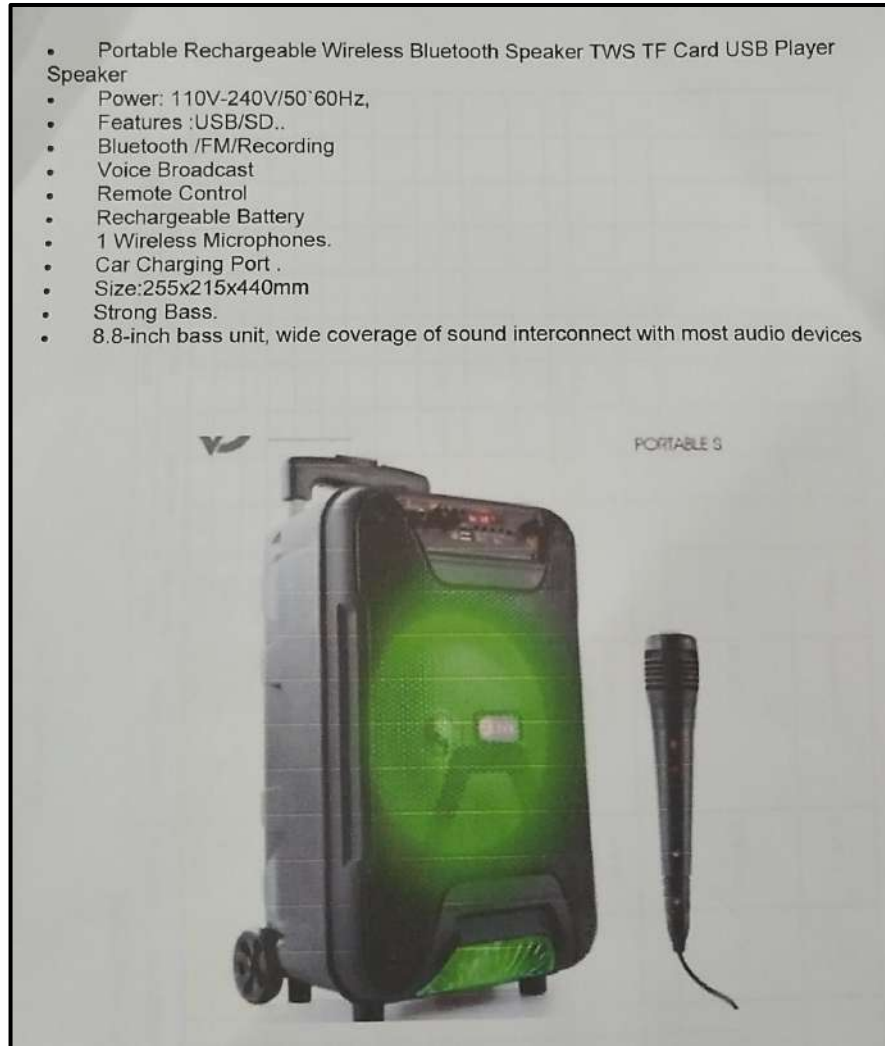 • Portable Rechargeable Wireless Bluetooth Speaker TWS TF Card USB Player
Speaker
• Power: 110V-240V/50`60Hz,
• Features :USB/SD..
• Bluetooth /FM/Recording
• Voice Broadcast
• Remote Control
• Rechargeable Battery
• 1 Wireless Microphones.
• Car Charging Port .
• Size:255x215x440mm
• Strong Bass.
• 8.8-inch bass unit, wide coverage of sound interconnect with most audio devices
PORTABLE S